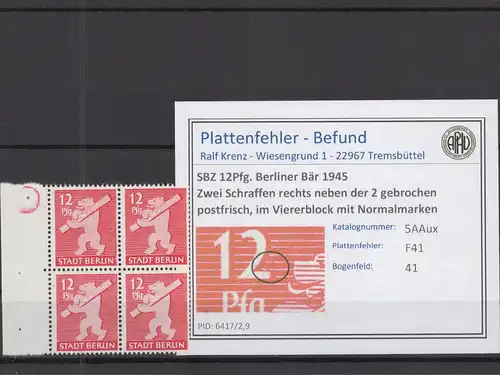 Plattenfehler - Befund
Ralf Krenz - Wiesengrund 1 - 22967 Tremsbüttel
SBZ 12Pfg. Berliner Bär 1945
Zwei Schraffen rechts neben der 2 gebrochen
postfrisch, im Viererblock mit Normalmarken
Katalognummer: 5AAux
Plattenfehler: F41
Bogenfeld: 41
12
Pfg
PID: 6417/2,9
12
Pfg
STADT BERLIN
12
Pfg
STADT BERLIN
12
Pfg
STADT BERLIN
12
Pfg
STADT BERLIN